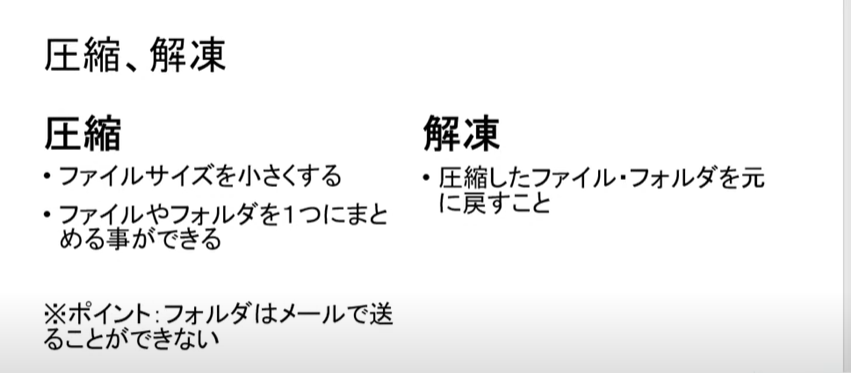 圧縮、解凍
圧縮
・ファイルサイズを小さくする
・ファイルやフォルダを１つにまと
める事ができる
※ポイント：フォルダはメールで送
ることができない
解凍
・圧縮したファイル・フォルダを元
に戻すこと